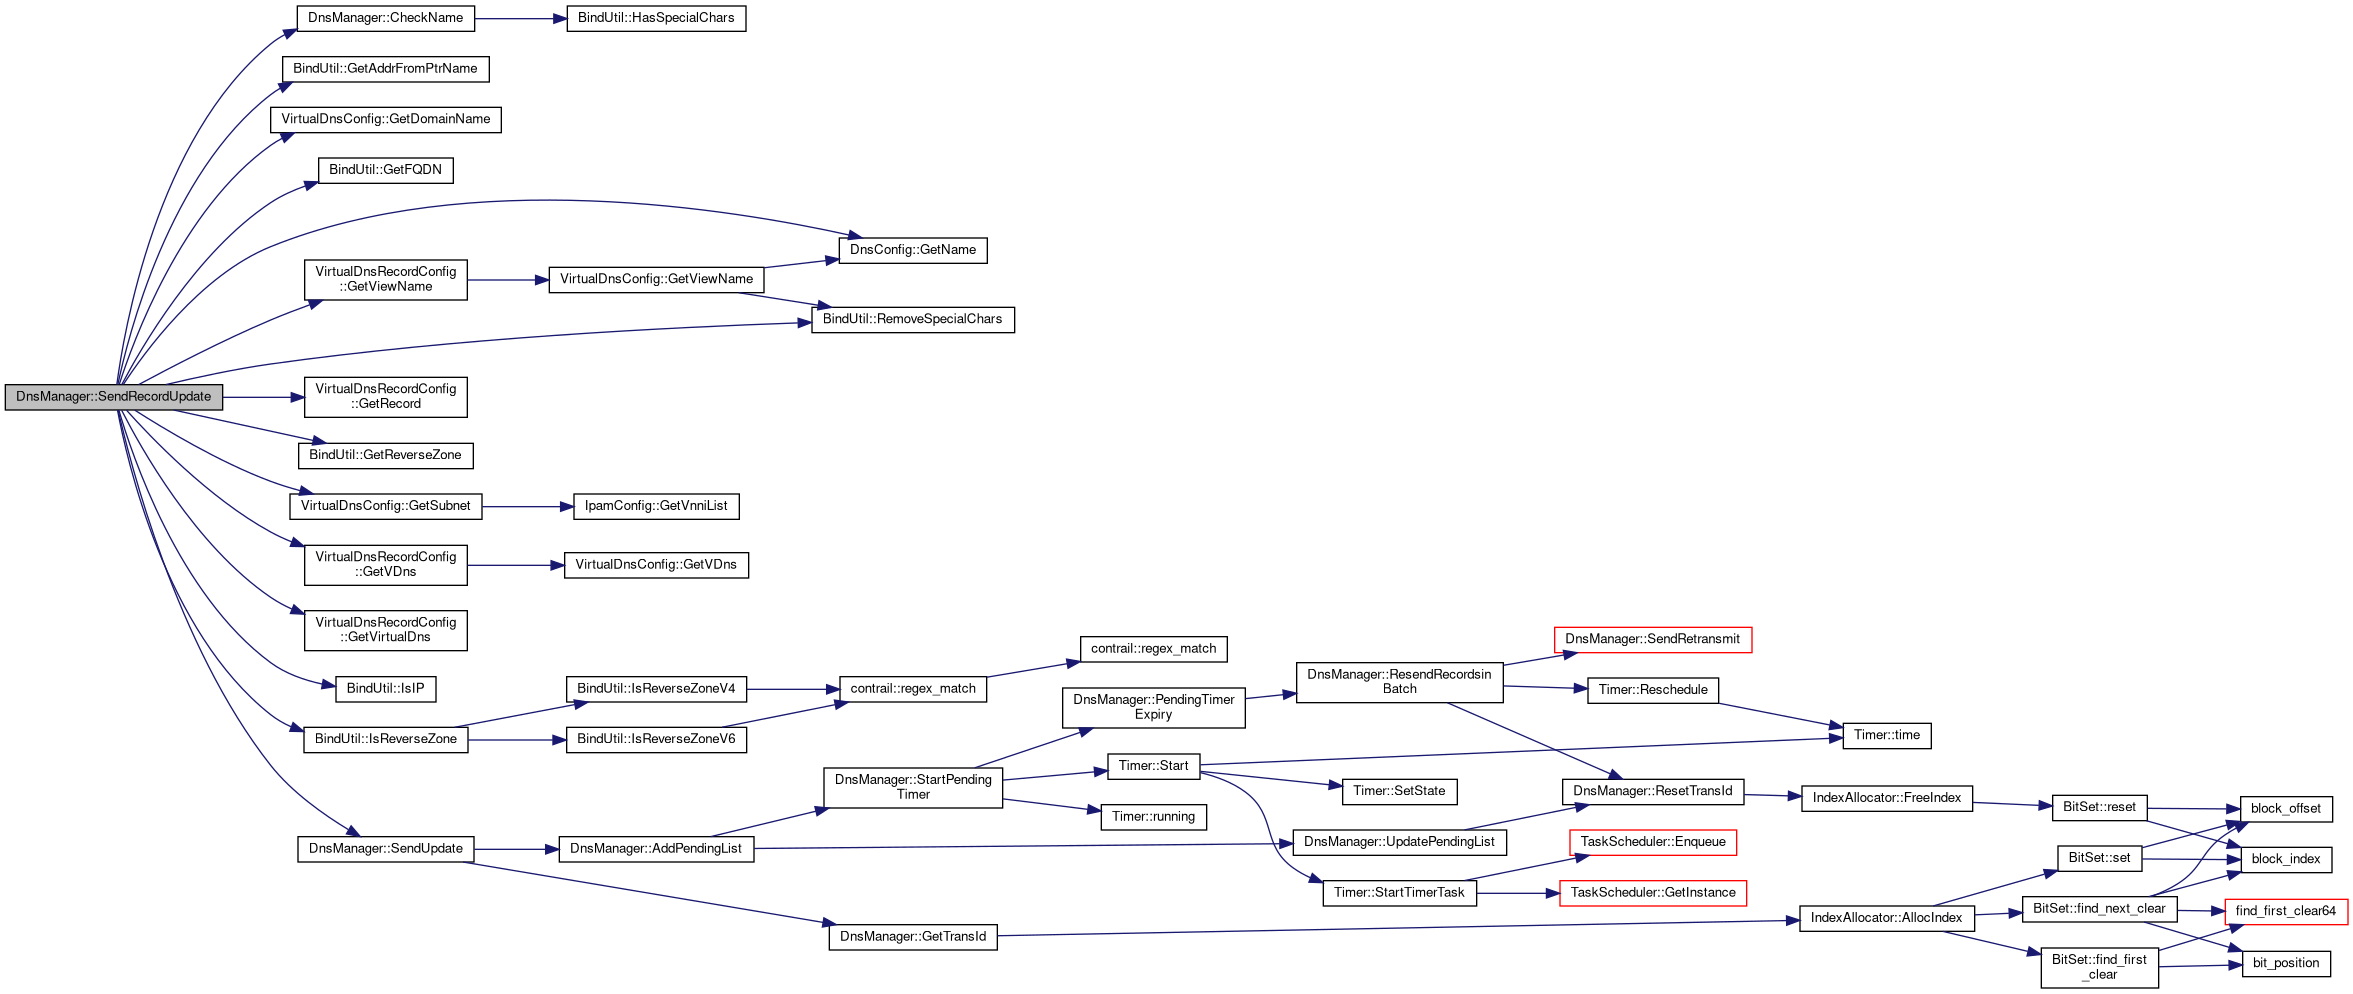 DnsManager::CheckName
BindUtil::HasSpecialChars
BindUtil::GetAddrFromPtrName
VirtualDnsConfig::GetDomainName
BindUtil::GetFQDN
DnsConfig::GetName
VirtualDnsRecordConfig
::GetViewName
VirtualDnsConfig::GetViewName
BindUtil::RemoveSpecialChars
DnsManager::SendRecordUpdate
VirtualDnsRecordConfig
::GetRecord
BindUtil::GetReverseZone
VirtualDnsConfig::GetSubnet
IpamConfig::GetVnniList
VirtualDnsRecordConfig
::GetVDns
VirtualDnsConfig::GetVDns
VirtualDnsRecordConfig
::GetVirtualDns
BindUtil::IsIP
BindUtil::IsReverseZone
BindUtil::IsReverseZoneV4
BindUtil::IsReverseZoneV6
contrail::regex_match
contrail::regex_match
DnsManager::SendUpdate
DnsManager::AddPendingList
DnsManager::StartPending
Timer
DnsManager::PendingTimer
Expiry
Timer::Start
Timer::running
DnsManager::ResendRecordsin
Batch
DnsManager::SendRetransmit
Timer::Reschedule
Timer::time
Timer::SetState
DnsManager::ResetTransId
DnsManager::UpdatePendingList
TaskScheduler::Enqueue
Timer::StartTimerTask
TaskScheduler::GetInstance
IndexAllocator::FreeIndex
BitSet::reset
block_offset
BitSet::set
block_index
DnsManager::GetTransId
IndexAllocator::AllocIndex
BitSet::find_next_clear
find_first_clear64
BitSet::find_first
_clear
bit_position